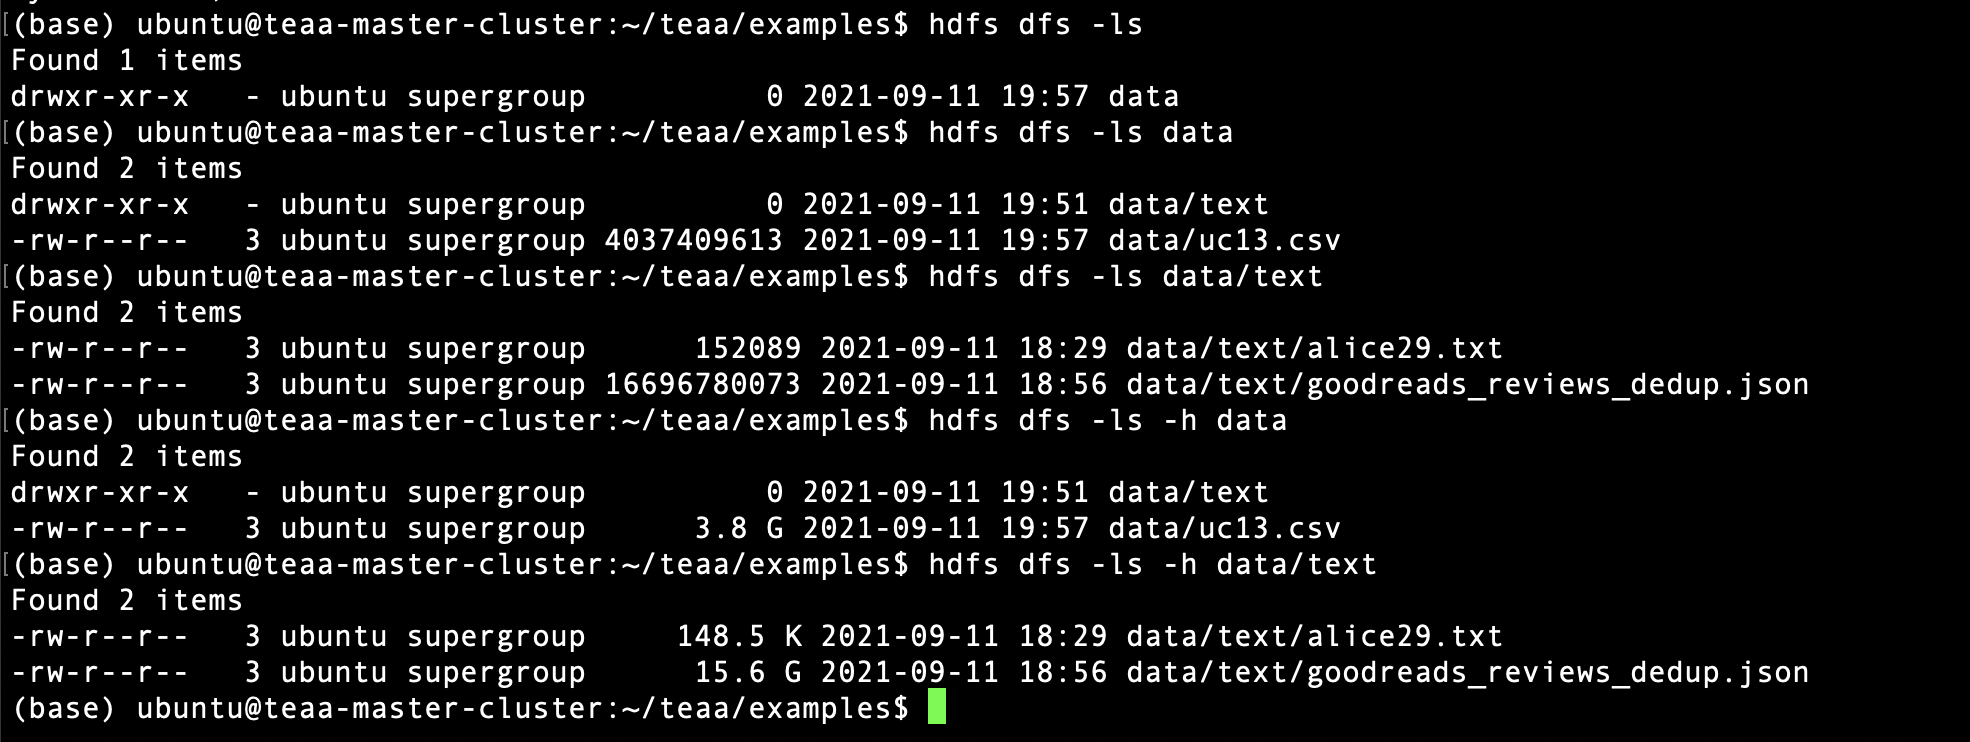 (base) ubuntu@teaa-master-cluster:~/teaa/examples$ hdfs dfs -ls
Found 1 items
drwxr-xr-x   - ubuntu supergroup          0 2021-09-11 19:57 data
(base) ubuntu@teaa-master-cluster:~/teaa/examples$ hdfs dfs -ls data
Found 2 items
drwxr-xr-x   - ubuntu supergroup          0 2021-09-11 19:51 data/text
-rw-r--r--   3 ubuntu supergroup 4037409613 2021-09-11 19:57 data/uc13.csv
(base) ubuntu@teaa-master-cluster:~/teaa/examples$ hdfs dfs -ls data/text
Found 2 items
-rw-r--r--   3 ubuntu supergroup      152089 2021-09-11 18:29 data/text/alice29.txt
-rw-r--r--   3 ubuntu supergroup 16696780073 2021-09-11 18:56 data/text/goodreads_reviews_dedup.json
(base) ubuntu@teaa-master-cluster:~/teaa/examples$ hdfs dfs -ls -h data
Found 2 items
drwxr-xr-x   - ubuntu supergroup          0 2021-09-11 19:51 data/text
-rw-r--r--   3 ubuntu supergroup      3.8 G 2021-09-11 19:57 data/uc13.csv
(base) ubuntu@teaa-master-cluster:~/teaa/examples$ hdfs dfs -ls -h data/text
Found 2 items
-rw-r--r--   3 ubuntu supergroup     148.5 K 2021-09-11 18:29 data/text/alice29.txt
-rw-r--r--   3 ubuntu supergroup      15.6 G 2021-09-11 18:56 data/text/goodreads_reviews_dedup.json
(base) ubuntu@teaa-master-cluster:~/teaa/examples$